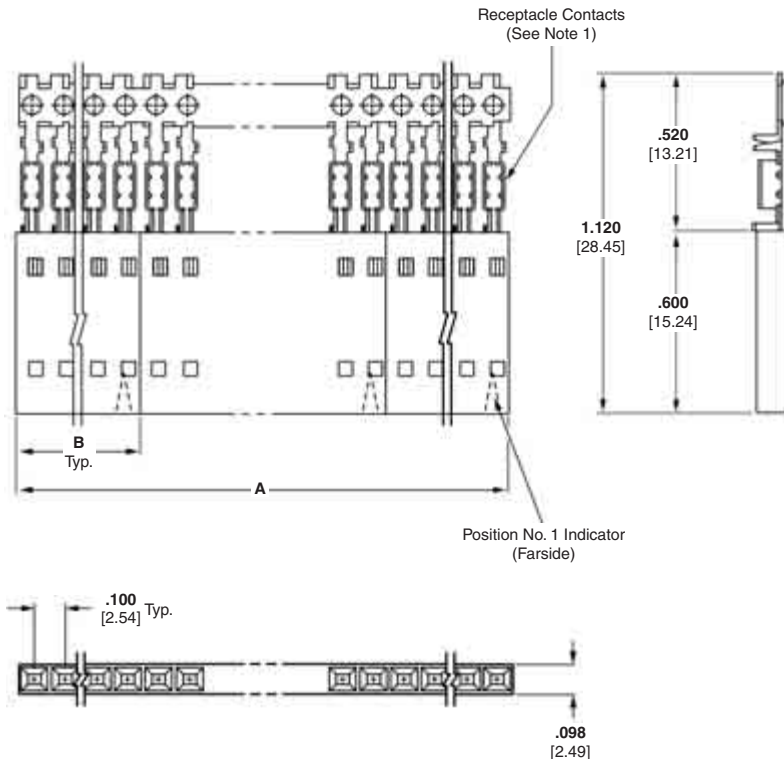 Receptacle Contacts
(See Note 1)
.520
[13.21]
1.120
[28.45]
.600
[15.24]
B
Typ.
A
Position No. 1 Indicator
(Farside)
.100
[2.54] Typ.
.098
[2.49]